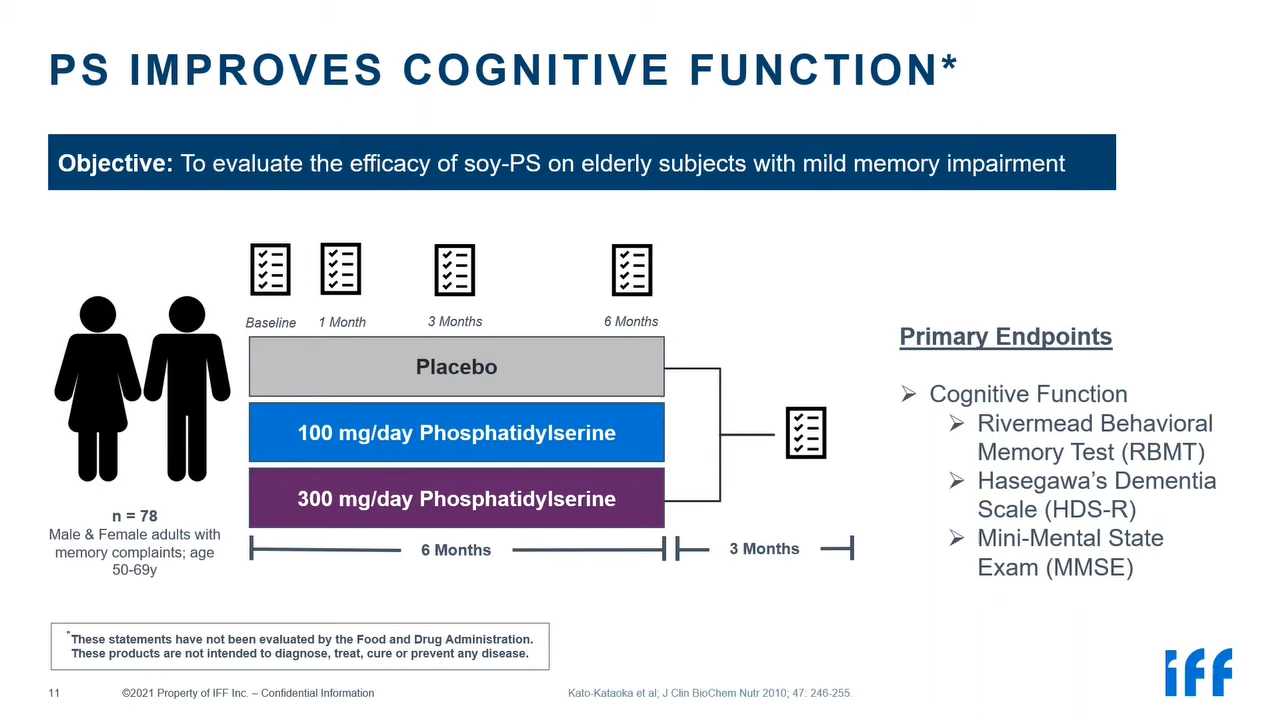 PS IMPROVES COGNITIVE FUNCTION*
Objective: To evaluate the efficacy of soy-PS on elderly subjects with mild memory impairment
Baseline
1 Month
3 Months
6 Months
Placebo
100 mg/day Phosphatidylserine
300 mg/day Phosphatidylserine
6 Months
3 Months
n = 78
Male & Female adults with
memory complaints; age
50-69y
Primary Endpoints
➢ Cognitive Function
➢ Rivermead Behavioral
Memory Test (RBMT)
➢ Hasegawa’s Dementia
Scale (HDS-R)
➢ Mini-Mental State
Exam (MMSE)
*These statements have not been evaluated by the Food and Drug Administration.
These products are not intended to diagnose, treat, cure or prevent any disease.
11
©2021 Property of IFF Inc. – Confidential Information
Kato-Kataoka et al; J Clin BioChem Nutr 2010; 47: 246-255.
iff